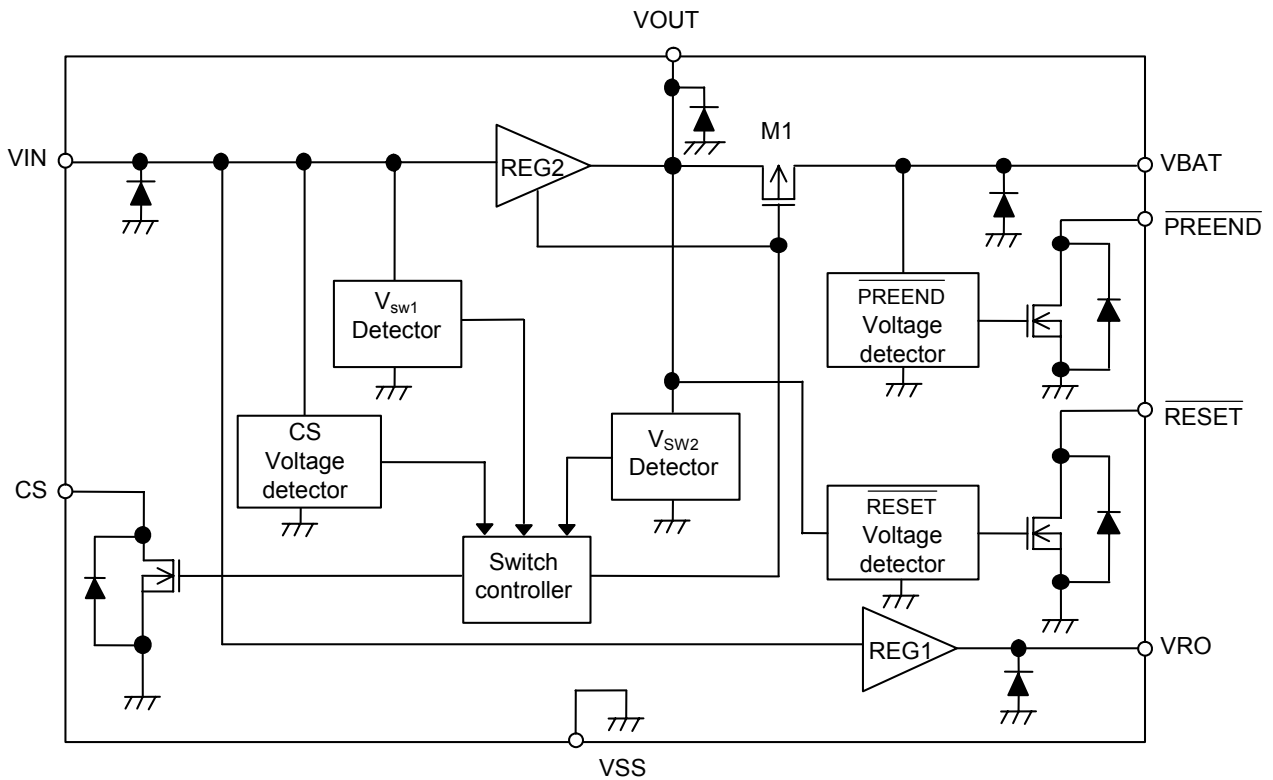 VOUT
M1
VIN
REG2
VBAT
PREEND
Vsw1
Detector
PREEND
Voltage
detector
CS
Voltage
detector
VSW2
Detector
RESET
CS
RESET
Voltage
detector
Switch
controller
REG1
VRO
VSS